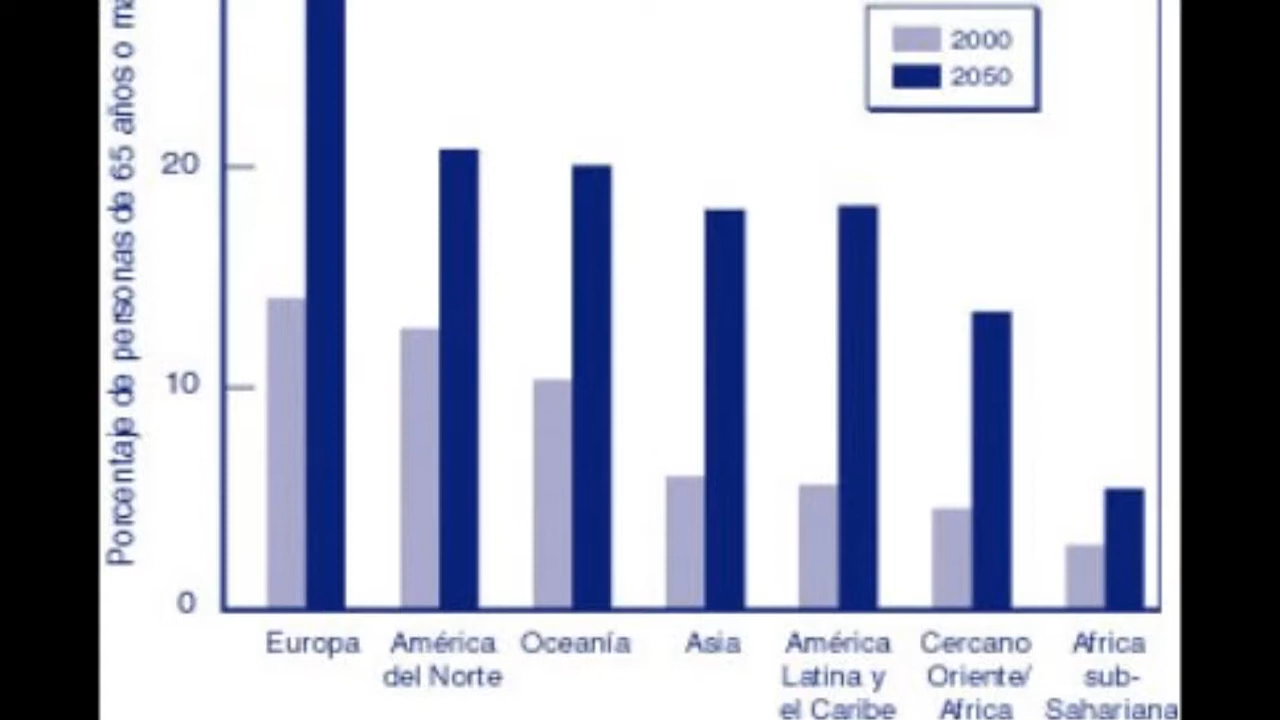 Porcentaje de personas de 65 años o
2000
2050
20
10
0
Europa
América
del Norte
Oceanía
Asia
América
Latina y
el Caribe
Cercano
Oriente/
Africa
Africa
sub-
Sahariana